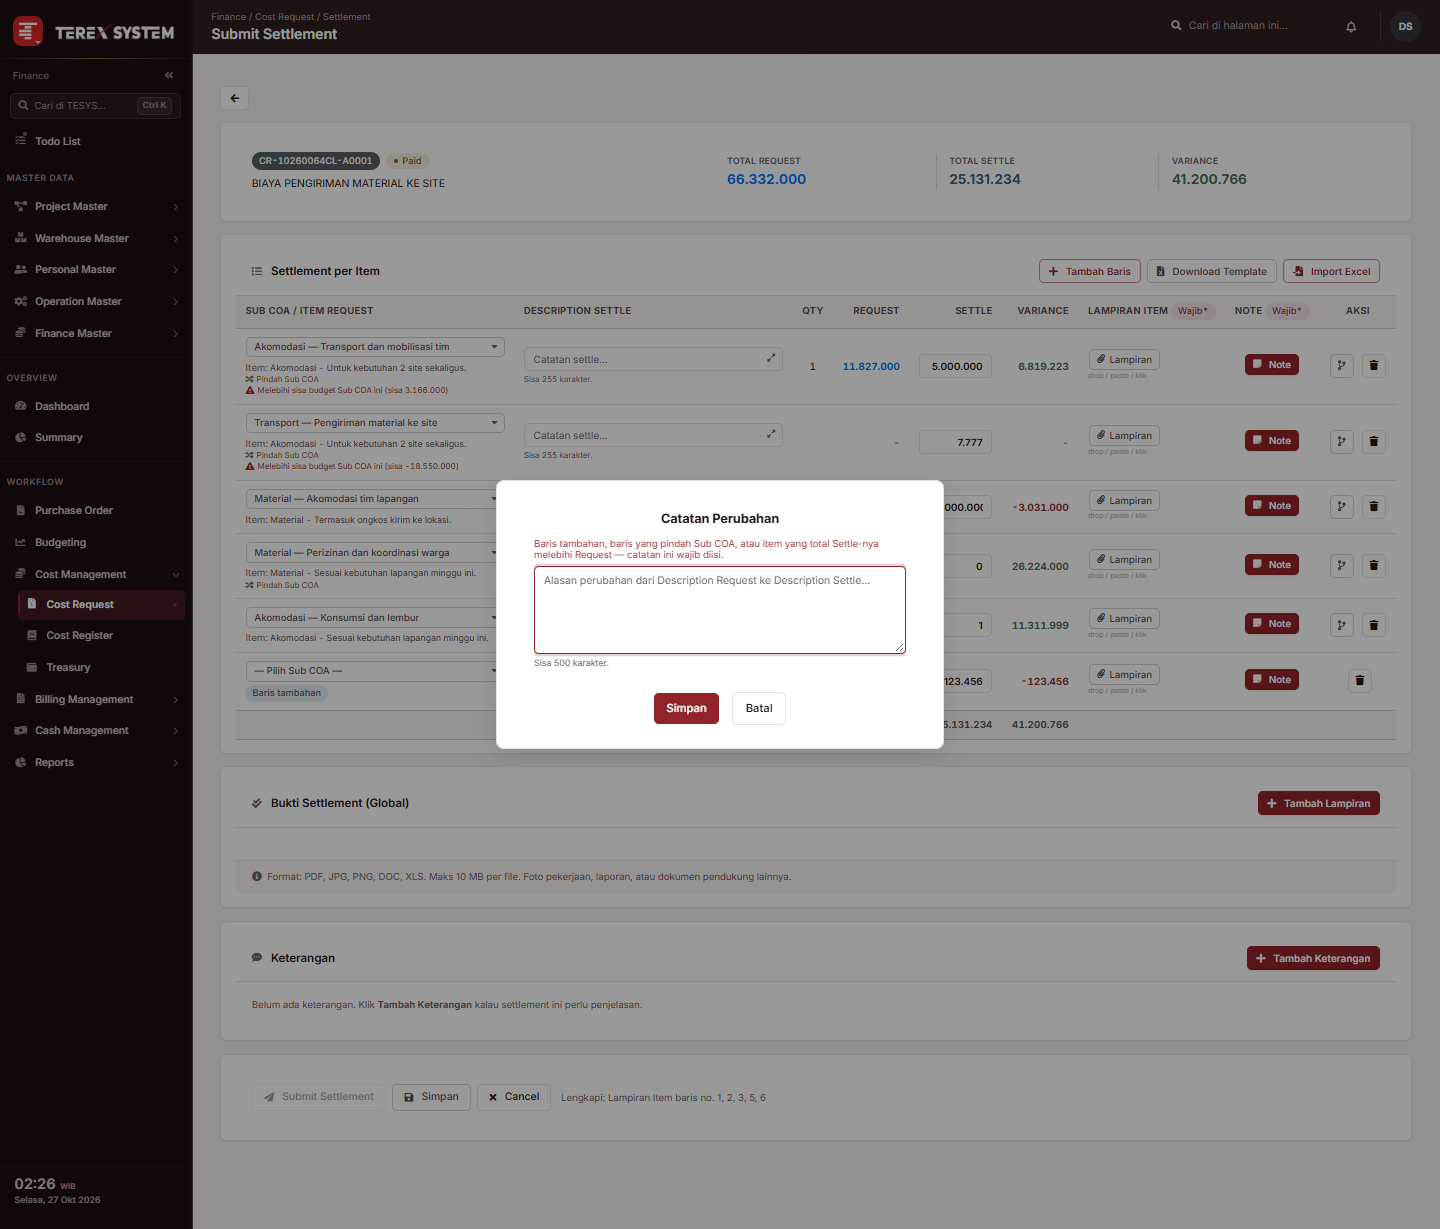 TEREX SYSTEM
Finance
Cari di TESYS...
Ctrl K
Todo List
MASTER DATA
Project Master
Warehouse Master
Personal Master
Operation Master
Finance Master
OVERVIEW
Dashboard
Summary
WORKFLOW
Purchase Order
Budgeting
Cost Management
Cost Request
Cost Register
Treasury
Billing Management
Cash Management
Reports
02:26 WIB
Selasa, 27 Okt 2026
Finance / Cost Request / Settlement
Submit Settlement
Cari di halaman ini...
DS
CR-10260064CL-A0001
Paid
BIAYA PENGIRIMAN MATERIAL KE SITE
TOTAL REQUEST
66.332.000
TOTAL SETTLE
25.131.234
VARIANCE
41.200.766
Settlement per Item
Tambah Baris
Download Template
Import Excel
SUB COA / ITEM REQUEST DESCRIPTION SETTLE QTY REQUEST SETTLE VARIANCE LAMPIRAN ITEM Wajib* NOTE Wajib* AKSI
Akomodasi — Transport dan mobilisasi tim
Item: Akomodasi - Untuk kebutuhan 2 site sekaligus.
Pindah Sub COA
Melebihi sisa budget Sub COA ini (sisa 3.166.000)
Catatan settle...
Sisa 255 karakter.
1 11.827.000 5.000.000 6.819.223
Lampiran
drop / pasto / klik
Note
Transport — Pengiriman material ke site
Item: Akomodasi - Untuk kebutuhan 2 site sekaligus.
Pindah Sub COA
Melebihi sisa budget Sub COA ini (sisa -18.550.000)
Catatan settle...
Sisa 255 karakter.
- 7.777 -
Lampiran
drop / pasto / klik
Note
Material — Akomodasi tim lapangan
Item: Material - Termasuk ongkos kirim ke lokasi.
000.000 -3.031.000
Lampiran
drop / pasto / klik
Note
Material — Perizinan dan koordinasi warga
Item: Material - Sesuai kebutuhan lapangan minggu ini.
Pindah Sub COA
0 26.224.000
Lampiran
drop / pasto / klik
Note
Akomodasi — Konsumsi dan lembur
Item: Akomodasi - Sesuai kebutuhan lapangan minggu ini.
1 11.311.999
Lampiran
drop / pasto / klik
Note
— Pilih Sub COA —
Baris tambahan
123.456 -123.456
Lampiran
drop / pasto / klik
Note
5.131.234 41.200.766
Catatan Perubahan
Baris tambahan, baris yang pindah Sub COA, atau item yang total Settle-nya
melebihi Request — catatan ini wajib diisi.
Alasan perubahan dari Description Request ke Description Settle...
Sisa 500 karakter.
Simpan
Batal
Bukti Settlement (Global)
Tambah Lampiran
Format: PDF, JPG, PNG, DOC, XLS. Maks 10 MB per file. Foto pekerjaan, laporan, atau dokumen pendukung lainnya.
Keterangan
Tambah Keterangan
Belum ada keterangan. Klik Tambah Keterangan kalau settlement ini perlu penjelasan.
Submit Settlement
Simpan
Cancel
Lengkapi: Lampiran Item baris no. 1, 2, 3, 5, 6